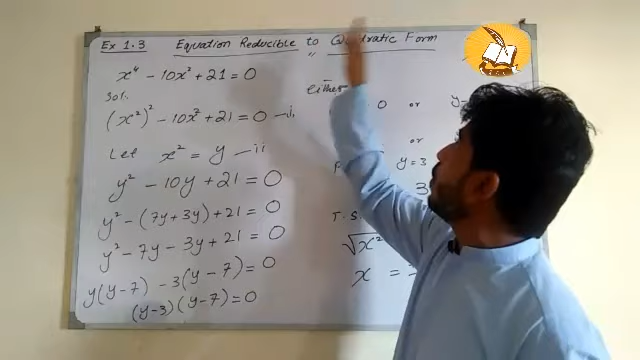 Ex 1.3 Equation Reducible to Quadratic Form
x⁴ - 10x² + 21 = 0
Sol.
(x²)² - 10x² + 21 = 0 — i
Let x² = y — ii
y² - 10y + 21 = 0
y² - (7y + 3y) + 21 = 0
y² - 7y - 3y + 21 = 0
y(y - 7) - 3(y - 7) = 0
(y - 3)(y - 7) = 0
Either
0 or y
or
y = 3
3
T.S
√x²
x =